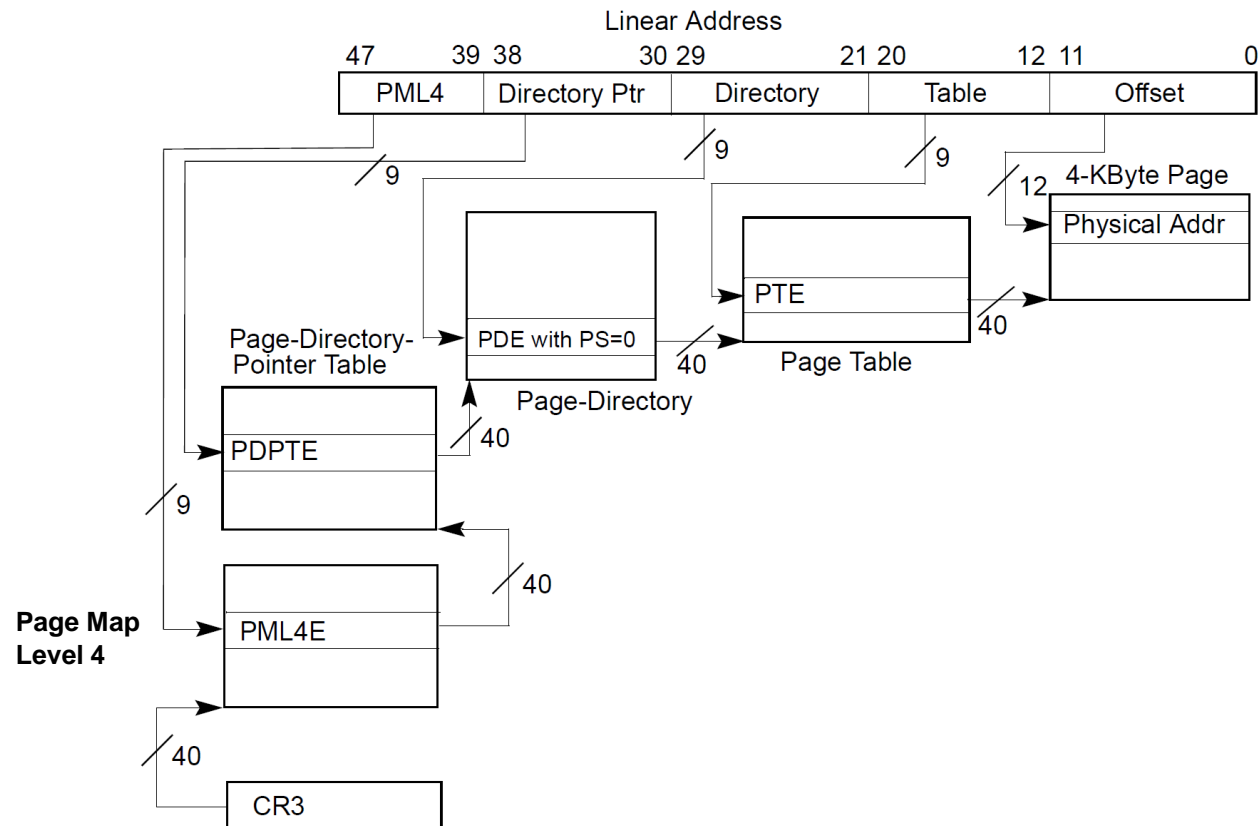 Linear Address
47 39 38 30 29 21 20 12 11 0
PML4 Directory Ptr Directory Table Offset
9
9
9
12
4-KByte Page
Physical Addr
PTE
40
Page Table
PDE with PS=0
40
Page-Directory
Page-Directory-
Pointer Table
40
PDPTE
9
40
Page Map
Level 4
PML4E
40
CR3